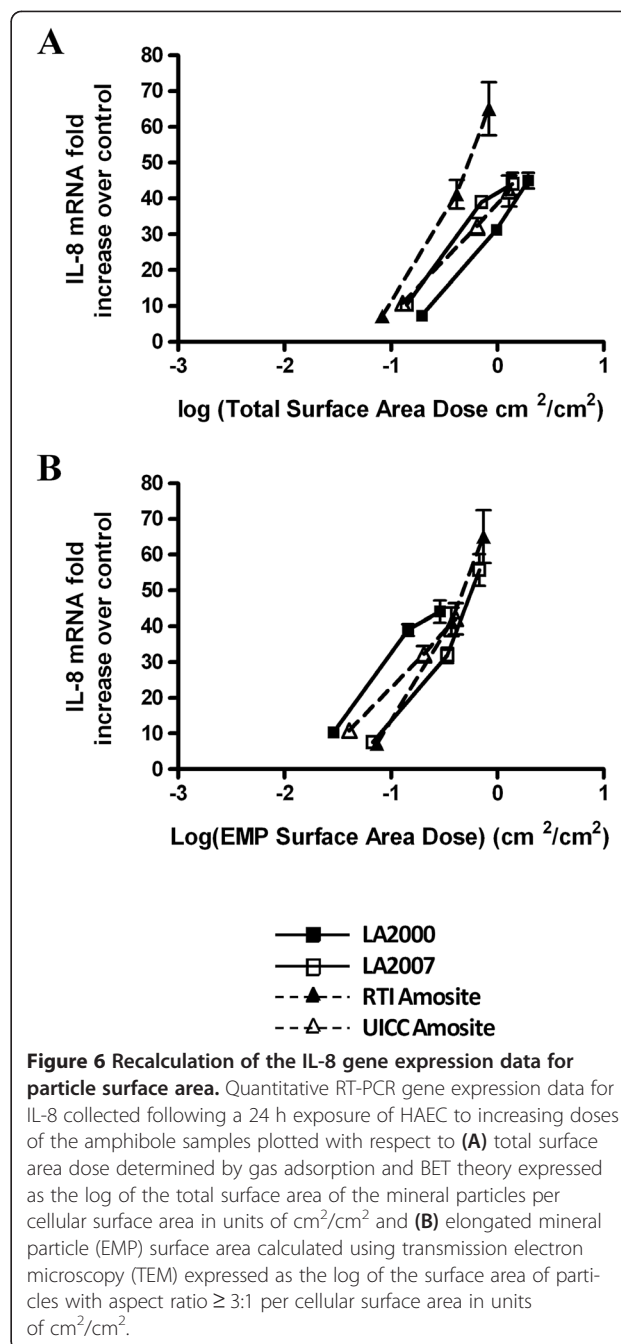 A
80
70
60
50
40
30
20
10
0
IL-8 mRNA fold
increase over control
-3
-2
-1
0
1
log (Total Surface Area Dose cm ²/cm²)
B
80
70
60
50
40
30
20
10
0
IL-8 mRNA fold
increase over control
-3
-2
-1
0
1
Log(EMP Surface Area Dose) (cm ²/cm²)
LA2000
LA2007
RTI Amosite
UICC Amosite
Figure 6 Recalculation of the IL-8 gene expression data for
particle surface area. Quantitative RT-PCR gene expression data for
IL-8 collected following a 24 h exposure of HAEC to increasing doses
of the amphibole samples plotted with respect to (A) total surface
area dose determined by gas adsorption and BET theory expressed
as the log of the total surface area of the mineral particles per
cellular surface area in units of cm²/cm² and (B) elongated mineral
particle (EMP) surface area calculated using transmission electron
microscopy (TEM) expressed as the log of the surface area of parti-
cles with aspect ratio ≥ 3:1 per cellular surface area in units
of cm²/cm².